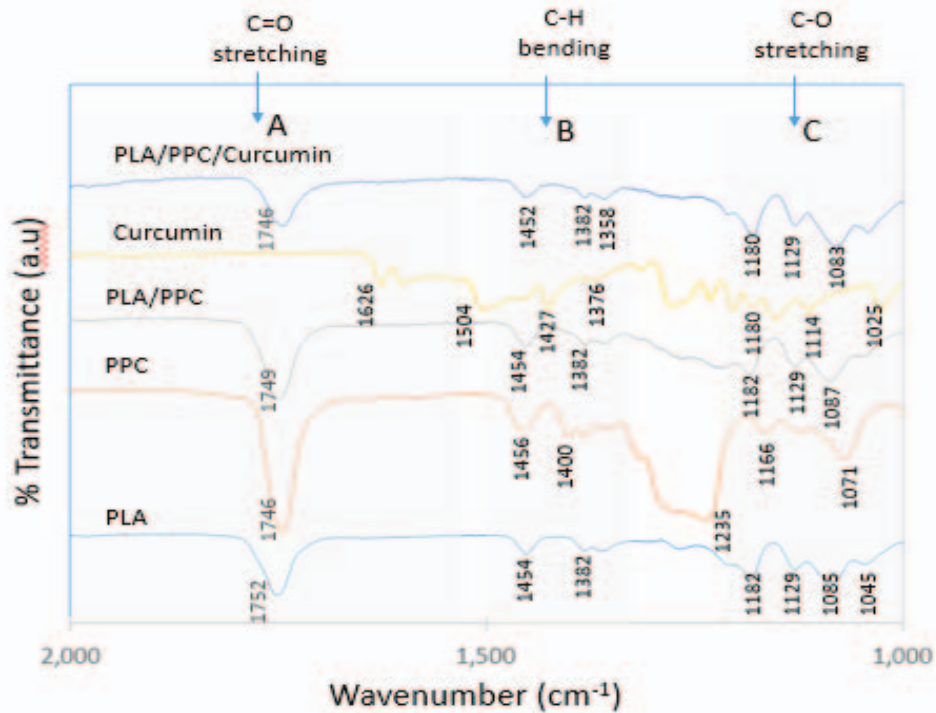 C=O
stretching
C-H
bending
C-O
stretching
A
B
C
PLA/PPC/Curcumin
1746
1452
1382
1358
1180
1129
1083
Curcumin
1626
1504
1427
1376
1180
1114
1025
PLA/PPC
1749
1454
1382
1182
1129
1087
PPC
1746
1456
1400
1235
1166
1071
PLA
1752
1454
1382
1182
1129
1085
1045
% Transmittance (a.u)
2,000
1,500
1,000
Wavenumber (cm⁻¹)